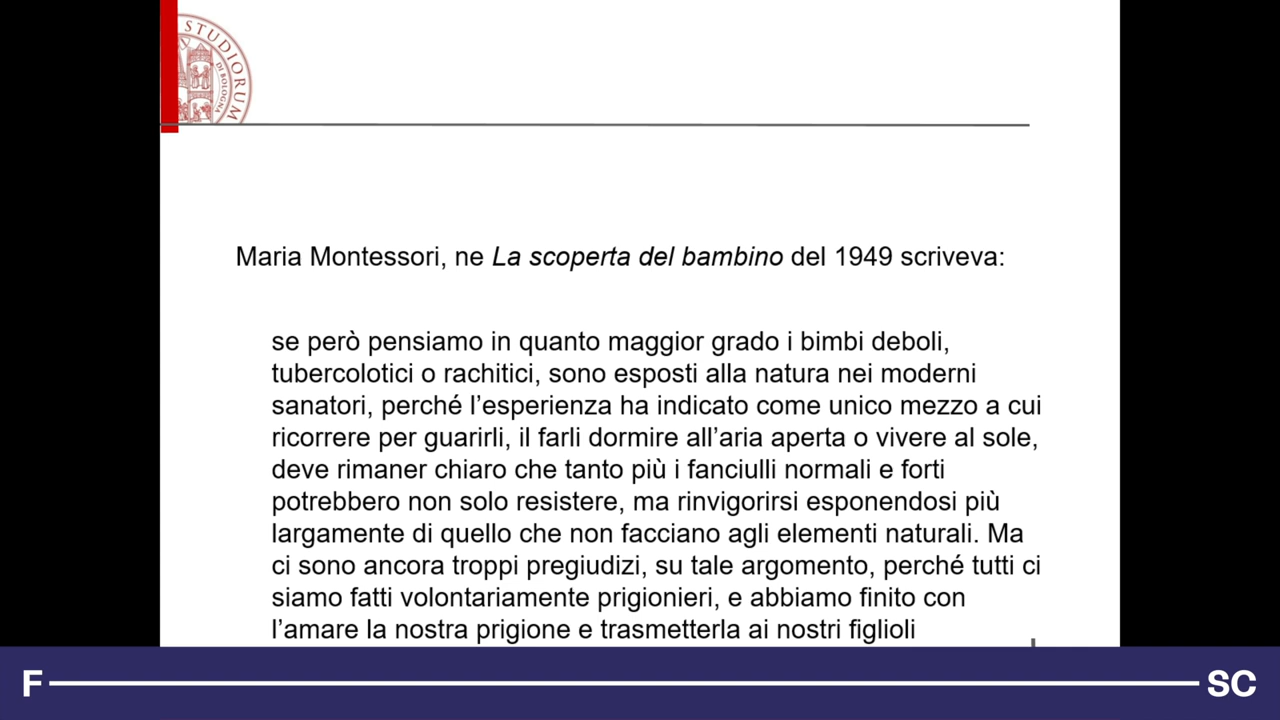 STUDIORUM
DI BOLOGNA
Maria Montessori, ne La scoperta del bambino del 1949 scriveva:
se però pensiamo in quanto maggior grado i bimbi deboli,
tubercolotici o rachitici, sono esposti alla natura nei moderni
sanatori, perché l’esperienza ha indicato come unico mezzo a cui
ricorrere per guarirli, il farli dormire all’aria aperta o vivere al sole,
deve rimaner chiaro che tanto più i fanciulli normali e forti
potrebbero non solo resistere, ma rinvigorirsi esponendosi più
largamente di quello che non facciano agli elementi naturali. Ma
ci sono ancora troppi pregiudizi, su tale argomento, perché tutti ci
siamo fatti volontariamente prigionieri, e abbiamo finito con
l’amare la nostra prigione e trasmetterla ai nostri figlioli
F SC